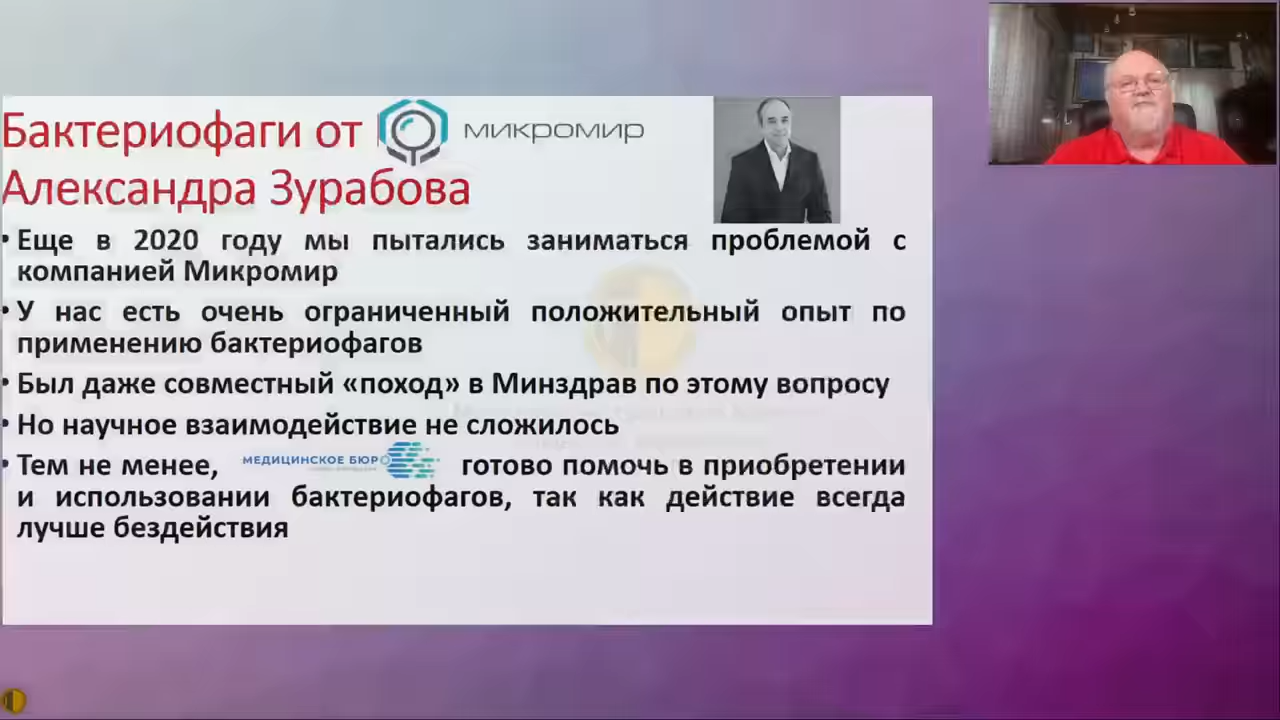 Бактериофаги от
микромир
Александра Зурабова
• Еще в 2020 году мы пытались заниматься проблемой с
компанией Микромир
• У нас есть очень ограниченный положительный опыт по
применению бактериофагов
• Был даже совместный «поход» в Минздрав по этому вопросу
• Но научное взаимодействие не сложилось
• Тем не менее, МЕДИЦИНСКОЕ БЮРО готово помочь в приобретении
и использовании бактериофагов, так как действие всегда
лучше бездействия